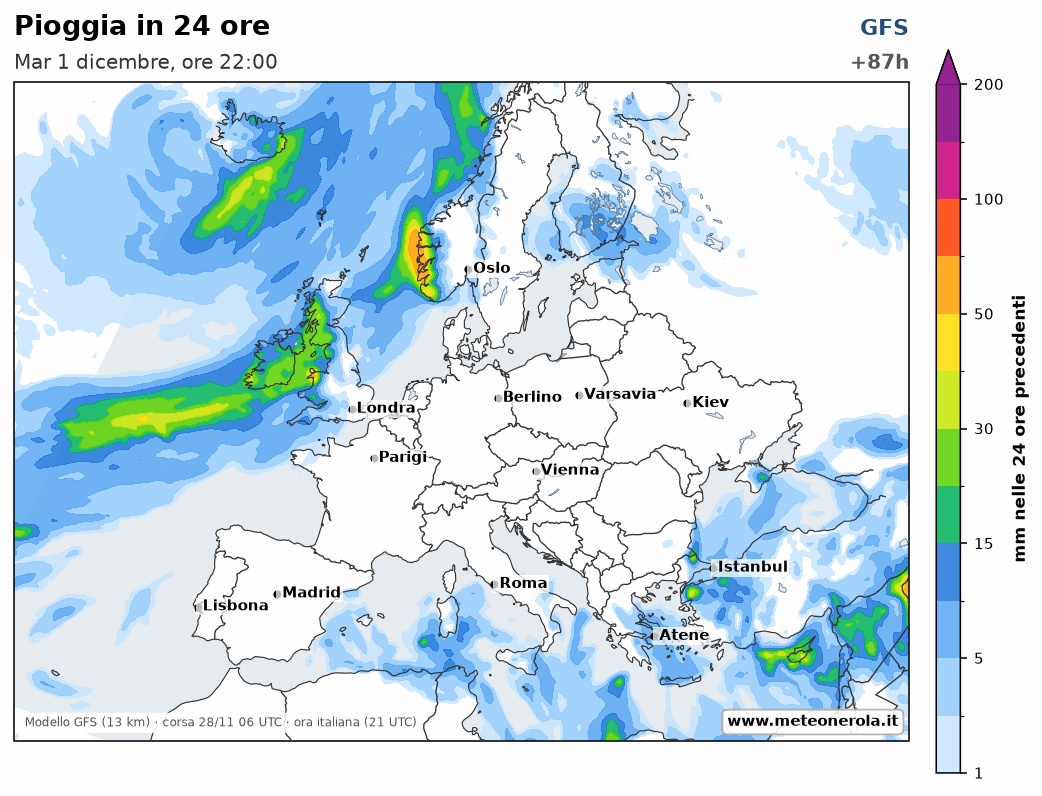 Pioggia in 24 ore
GFS
Mar 1 dicembre, ore 22:00
+87h
200
100
50
30
15
5
1
mm nelle 24 ore precedenti
Oslo
Berlino
Varsavia
Kiev
Londra
Parigi
Vienna
Istanbul
Roma
Madrid
Lisbona
Atene
Modello GFS (13 km) · corsa 28/11 06 UTC · ora italiana (21 UTC)
www.meteonerola.it